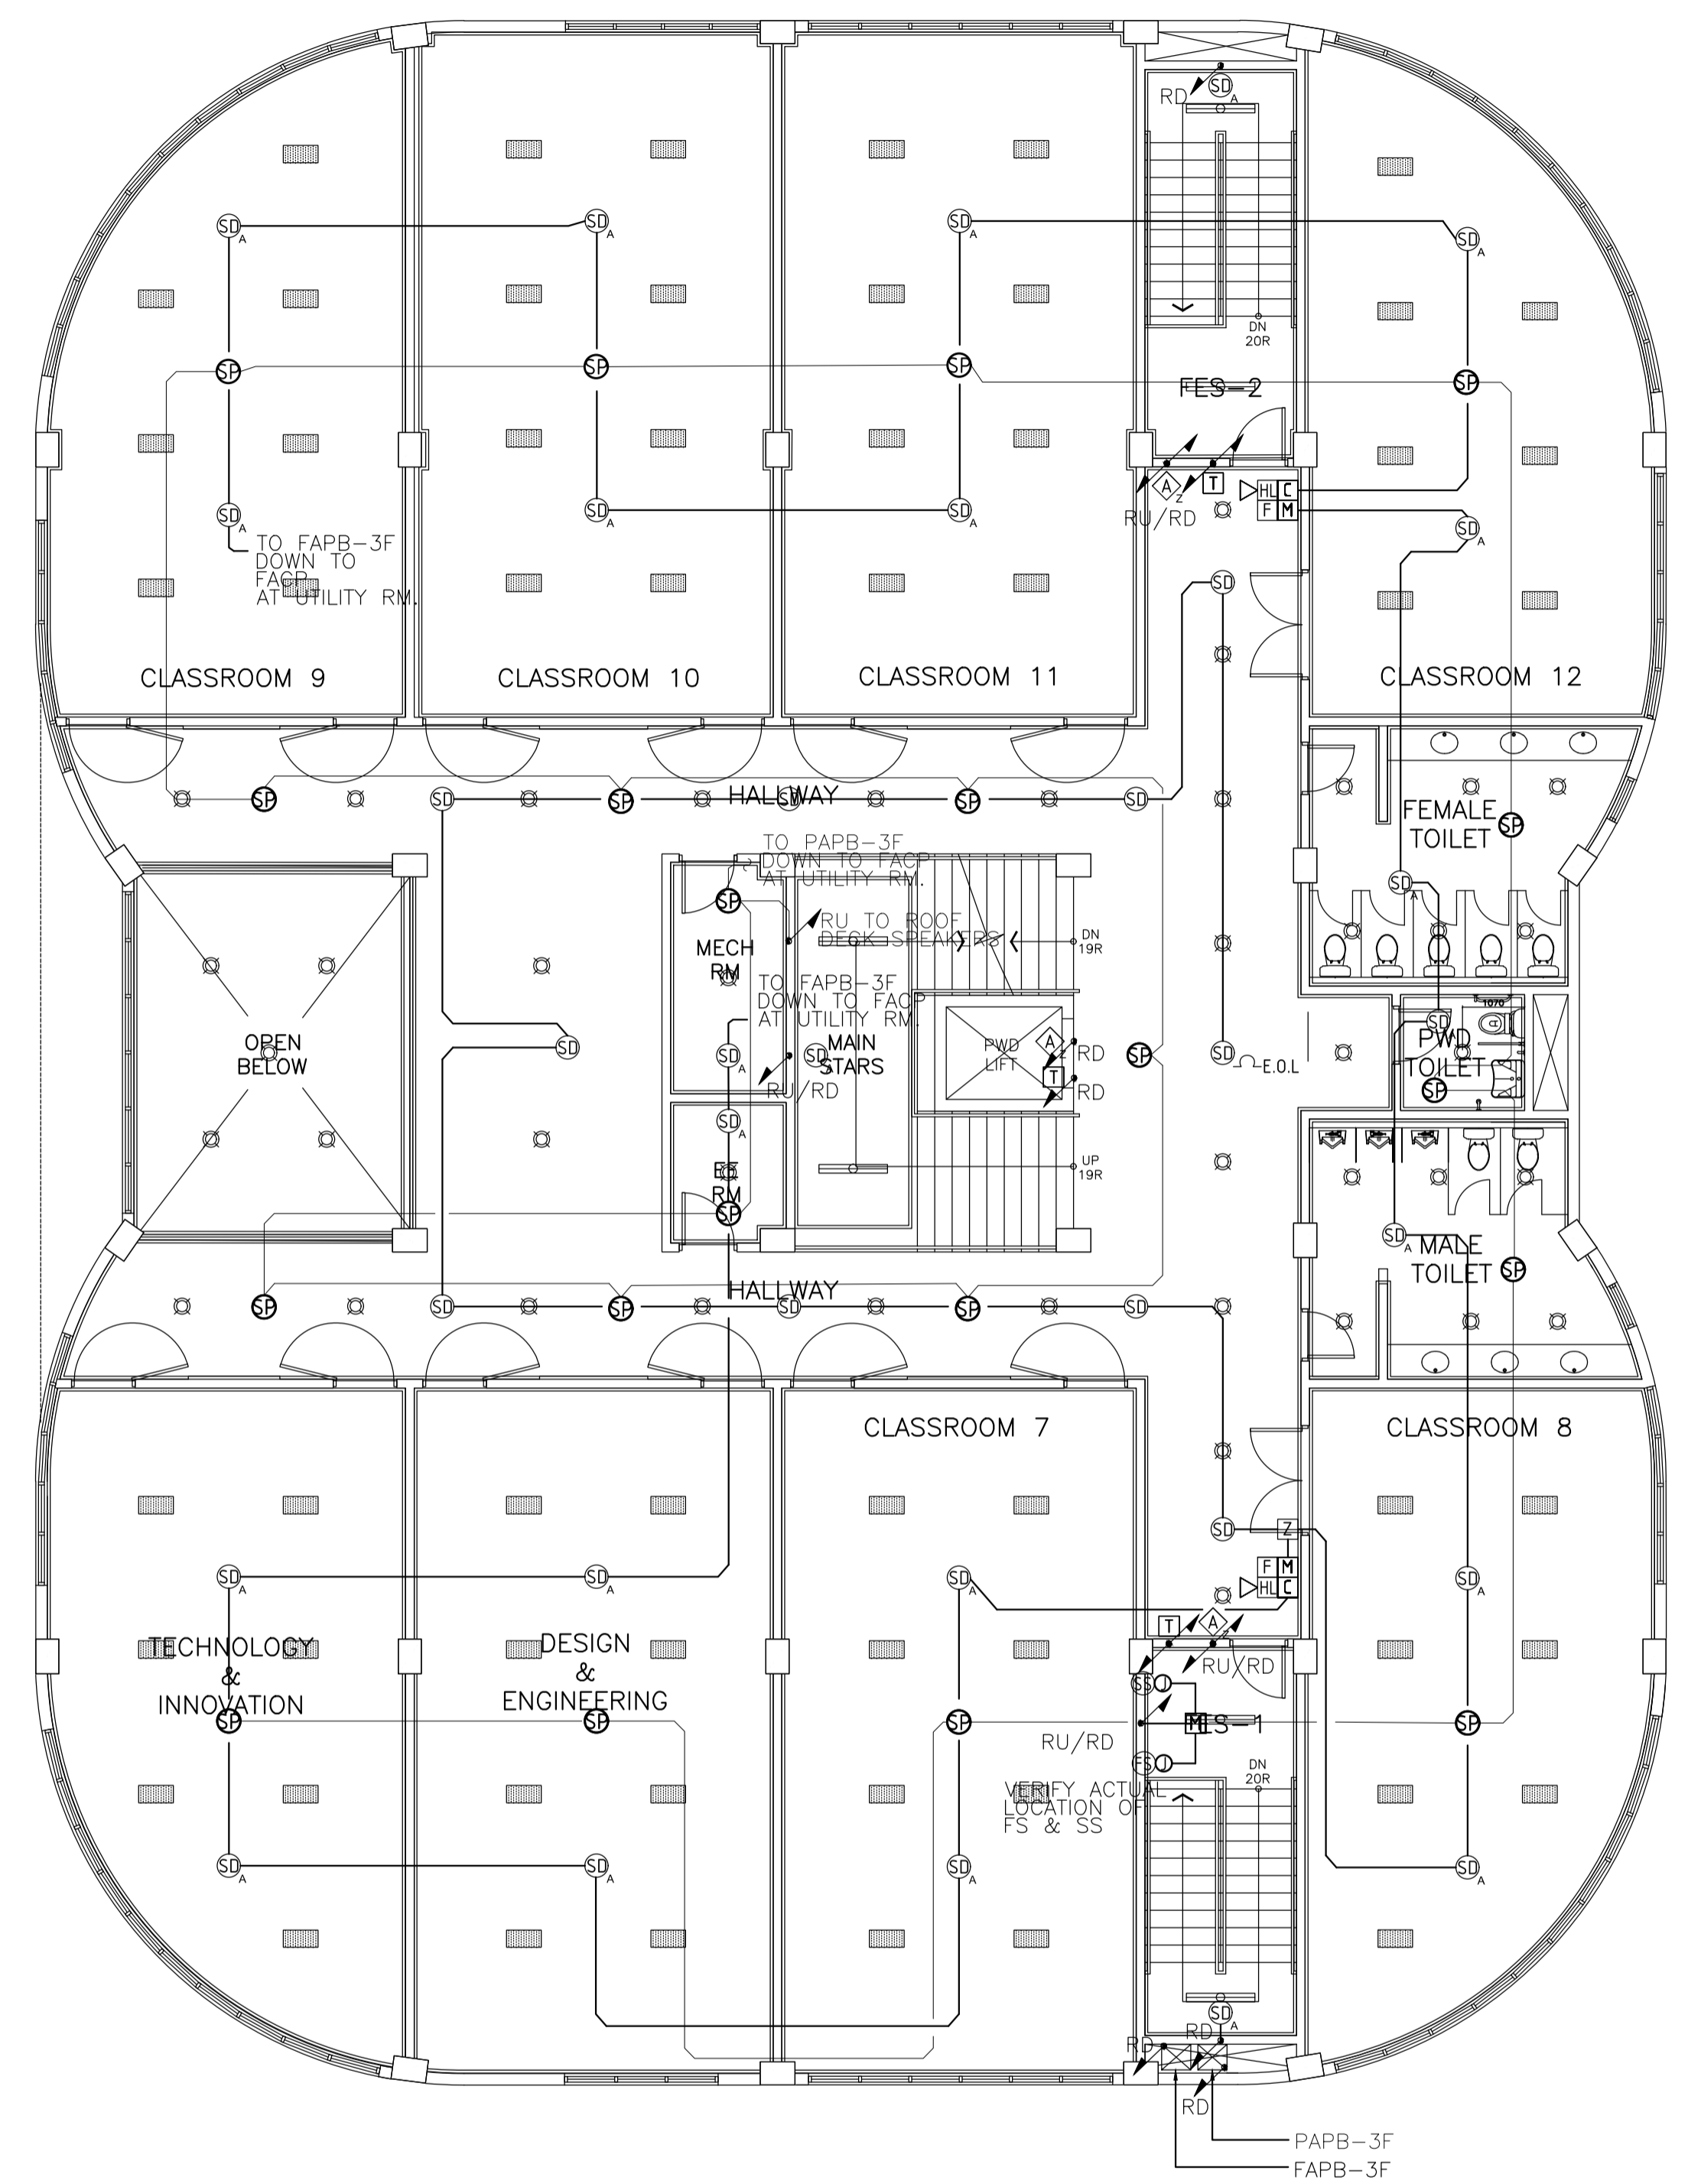 RD
SD
A
SD
A
SD
A
SD
A
SD
A
DN
20R
SP
SP
SP
SP
FES-2
A
Z
T
HL C
F M
RU/RD
SD
A
SD
A
SD
A
SD
A
TO FAPB-3F
DOWN TO
FACP
AT UTILITY RM.
SD
CLASSROOM 9
CLASSROOM 10
CLASSROOM 11
CLASSROOM 12
SP
SD
SP
HALLWAY
SD
SP
SD
FEMALE
TOILET
SP
TO PAPB-3F
DOWN TO FACP
AT UTILITY RM.
SP
SD
A
RU TO ROOF
DECK SPEAKERS
MECH
RM
DN
19R
TO FAPB-3F
DOWN TO FACP
AT UTILITY RM.
1070
SD
OPEN
BELOW
SD
SD
SD
A
MAIN
STARS
PWD
LIFT
A
Z
RD
T
RD
SP
SD
E.O.L
PWD
TOILET
SP
RU/RD
SD
A
EE
RM
SP
UP
19R
SD
A
MALE
TOILET
SP
HALLWAY
SP
SD
SP
SD
SP
SD
CLASSROOM 7
CLASSROOM 8
SD
Z
F M
HL C
SD
A
SD
A
SD
A
SD
A
T
A
Z
RU/RD
TECHNOLOGY
&
INNOVATION
DESIGN
&
ENGINEERING
SS J
SP
SP
SP
M
FES-1
SP
RU/RD
FS J
VERIFY ACTUAL
LOCATION OF
FS & SS
DN
20R
SD
A
SD
A
SD
A
SD
A
SD
A
RD
RD
RD
PAPB-3F
FAPB-3F